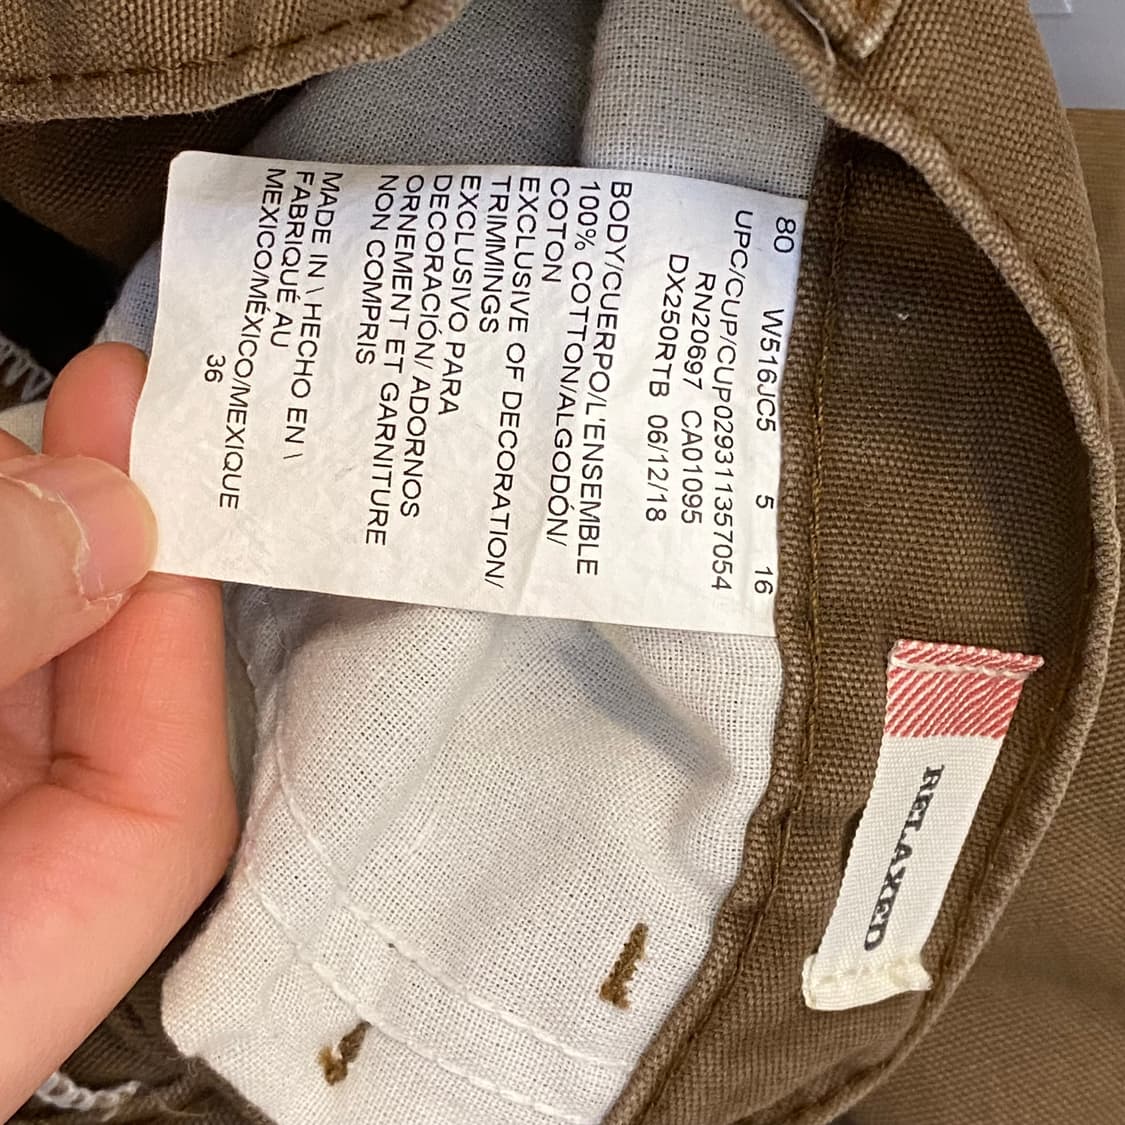 80 W516JC5 5 16
UPC/CUP/CUP029311357054
RN20697 CA01095
DX250RTB 06/12/18
BODY/CUERPO/L'ENSEMBLE
100% COTTON/ALGODÓN/
COTON
EXCLUSIVE OF DECORATION/
TRIMMINGS
EXCLUSIVO PARA
DECORACIÓN/ ADORNOS
ORNEMENT ET GARNITURE
NON COMPRIS
MADE IN \ HECHO EN \
FABRIQUÉ AU
MEXICO/MÉXICO/MEXIQUE
36
RELAXED